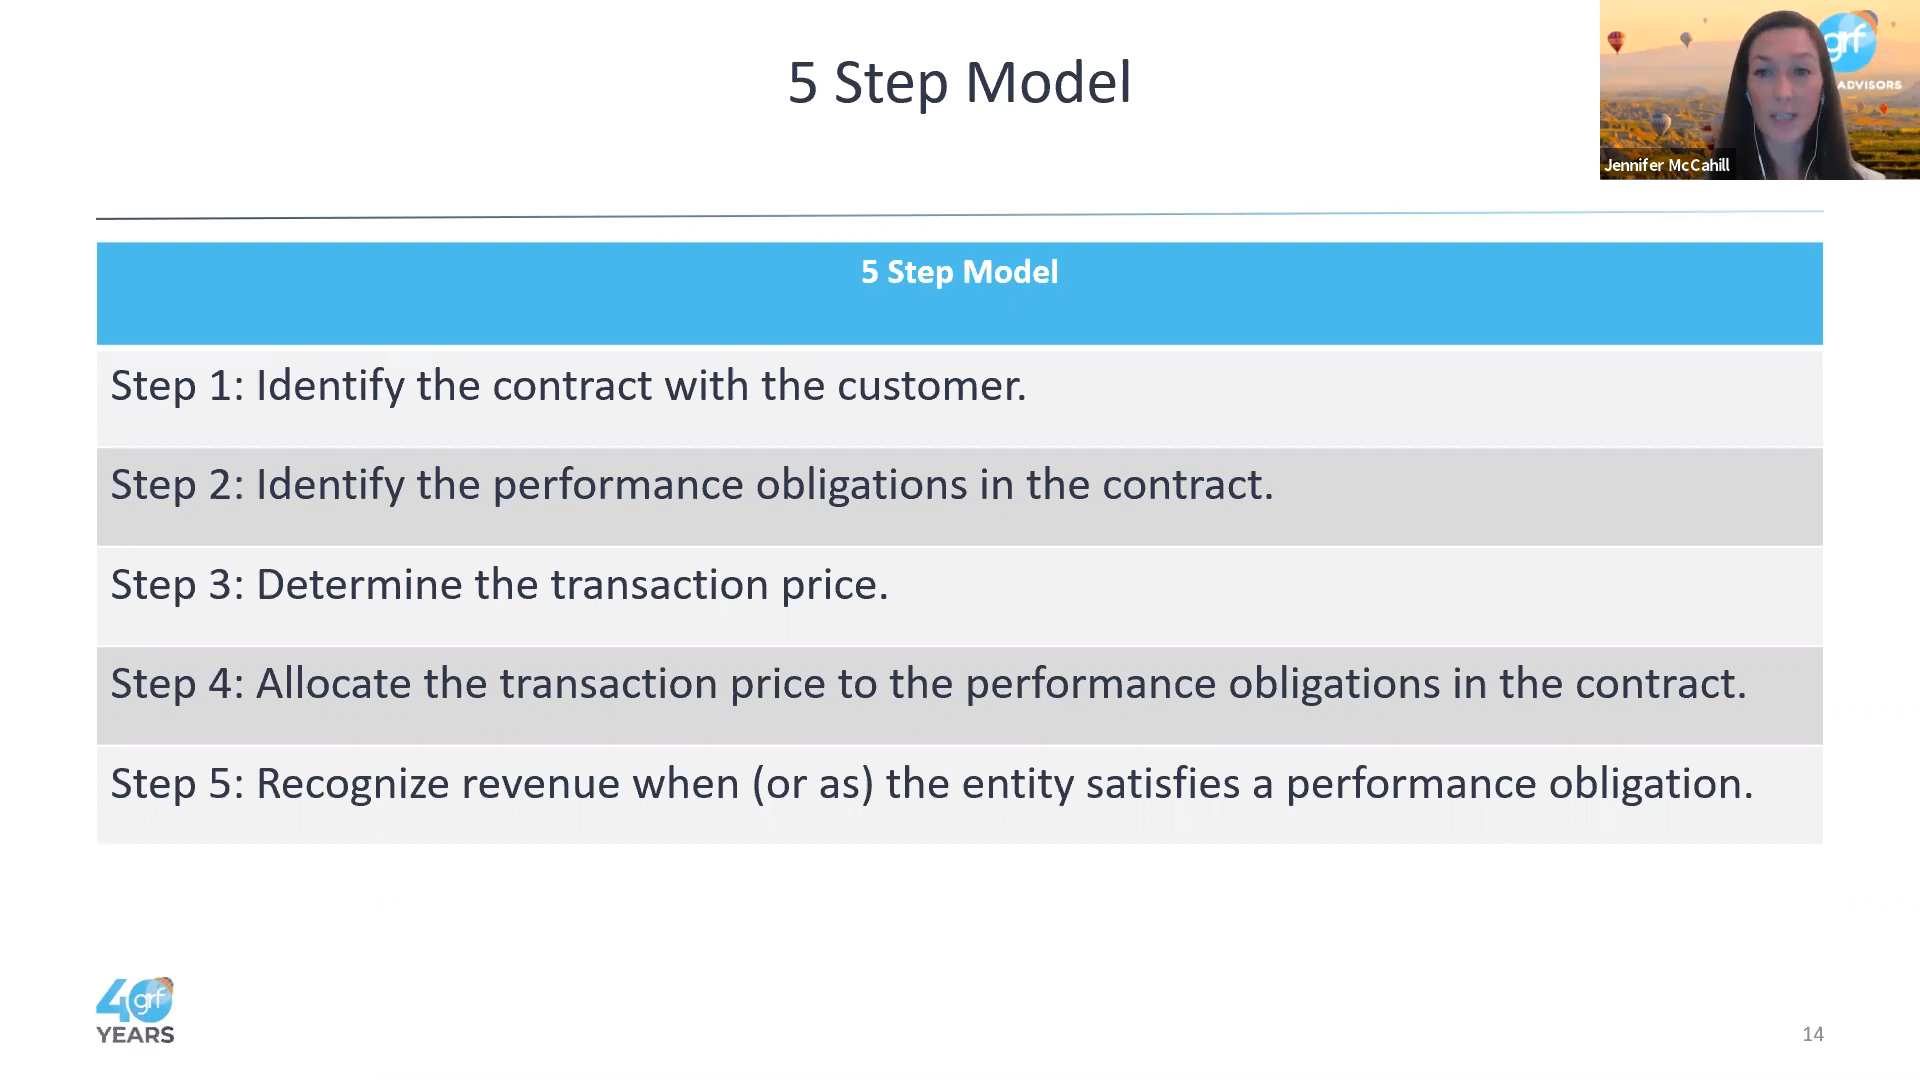 5 Step Model
grf
ADVISORS
Jennifer McCahill
5 Step Model
Step 1: Identify the contract with the customer.
Step 2: Identify the performance obligations in the contract.
Step 3: Determine the transaction price.
Step 4: Allocate the transaction price to the performance obligations in the contract.
Step 5: Recognize revenue when (or as) the entity satisfies a performance obligation.
40 grf
YEARS
14